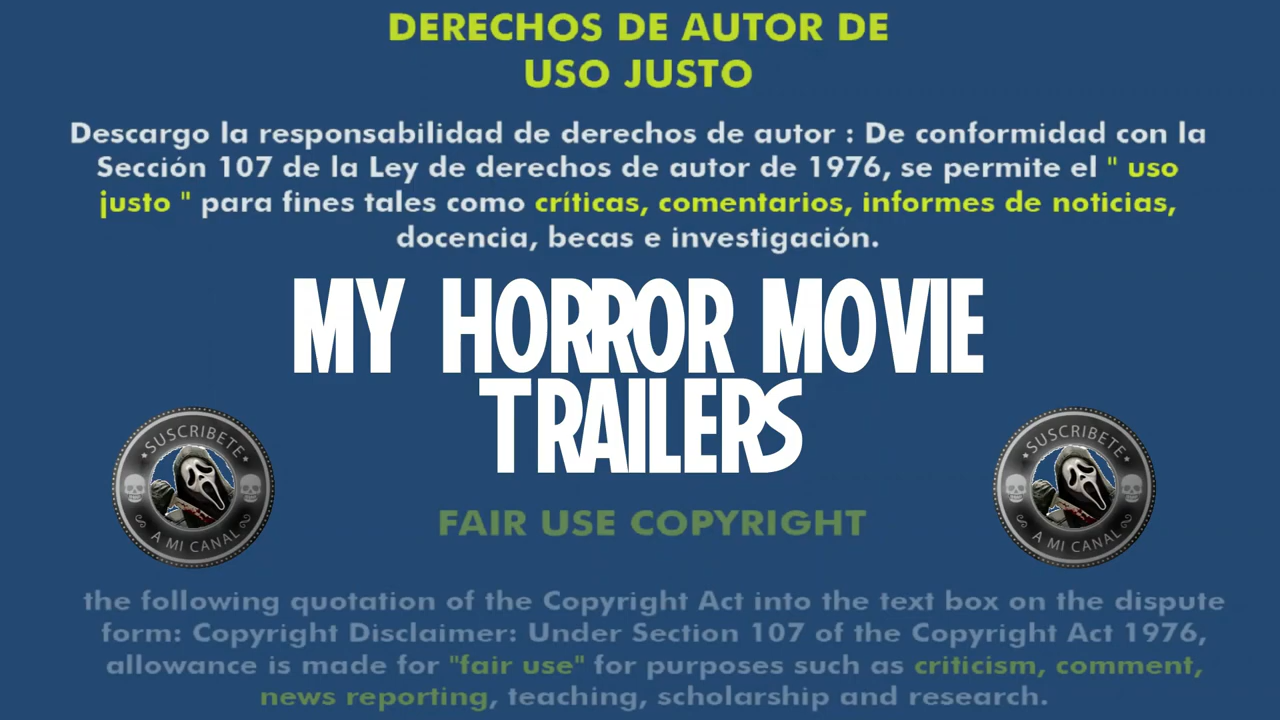 DERECHOS DE AUTOR DE
USO JUSTO
Descargo la responsabilidad de derechos de autor : De conformidad con la
Sección 107 de la Ley de derechos de autor de 1976, se permite el " uso
justo " para fines tales como críticas, comentarios, informes de noticias,
docencia, becas e investigación.
MY HORROR MOVIE
TRAILERS
SUSCRIBETE
A MI CANAL
SUSCRIBETE
A MI CANAL
FAIR USE COPYRIGHT
the following quotation of the Copyright Act into the text box on the dispute
form: Copyright Disclaimer: Under Section 107 of the Copyright Act 1976,
allowance is made for "fair use" for purposes such as criticism, comment,
news reporting, teaching, scholarship and research.